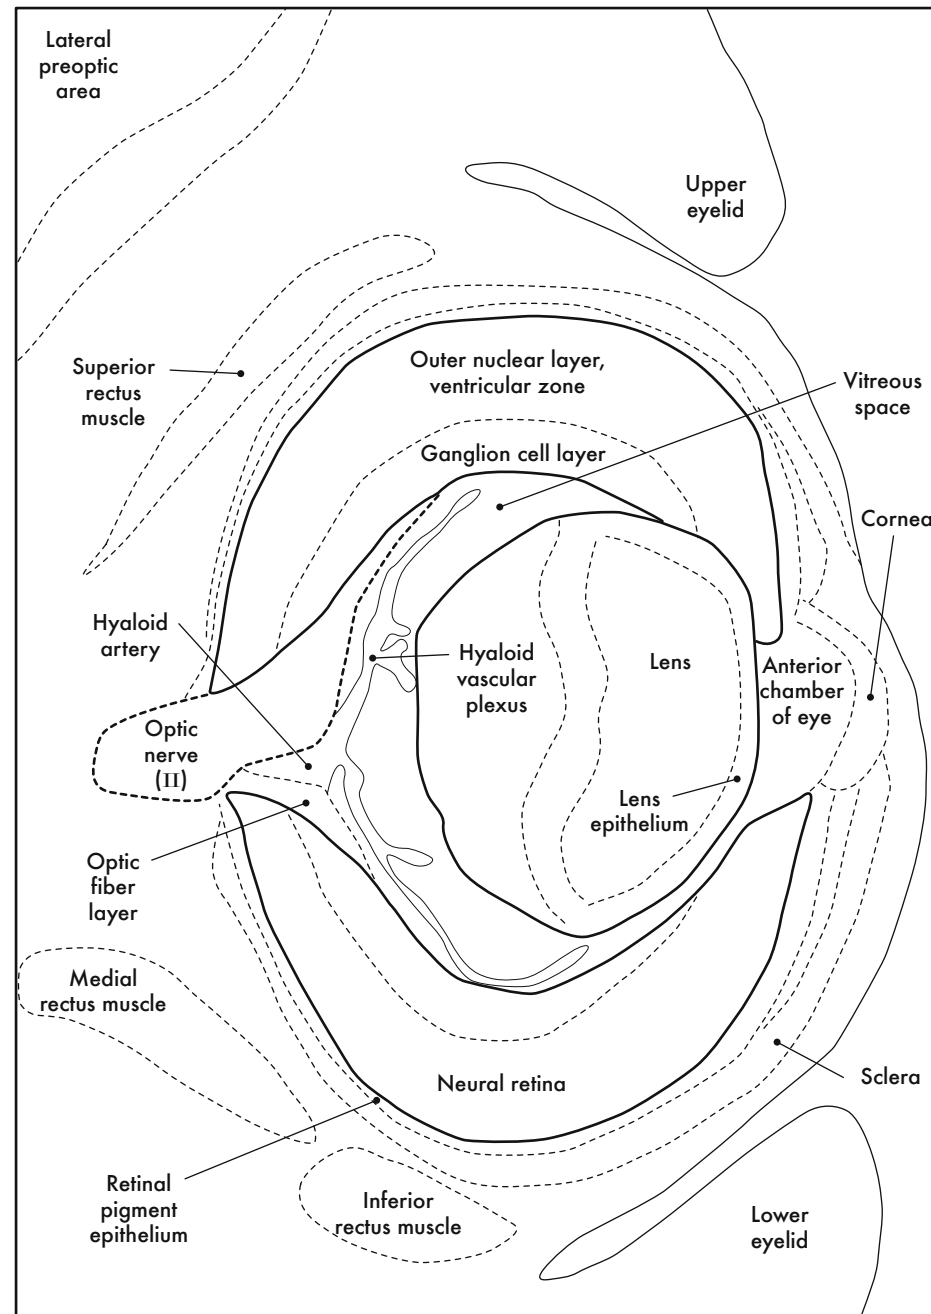 Lateral
preoptic
area
Upper
eyelid
Superior
rectus
muscle
Outer nuclear layer,
ventricular zone
Vitreous
space
Ganglion cell layer
Cornea
Hyaloid
artery
Hyaloid
vascular
plexus
Lens
Anterior
chamber
of eye
Optic
nerve
(II)
Lens
epithelium
Optic
fiber
layer
Medial
rectus muscle
Neural retina
Sclera
Retinal
pigment
epithelium
Inferior
rectus muscle
Lower
eyelid